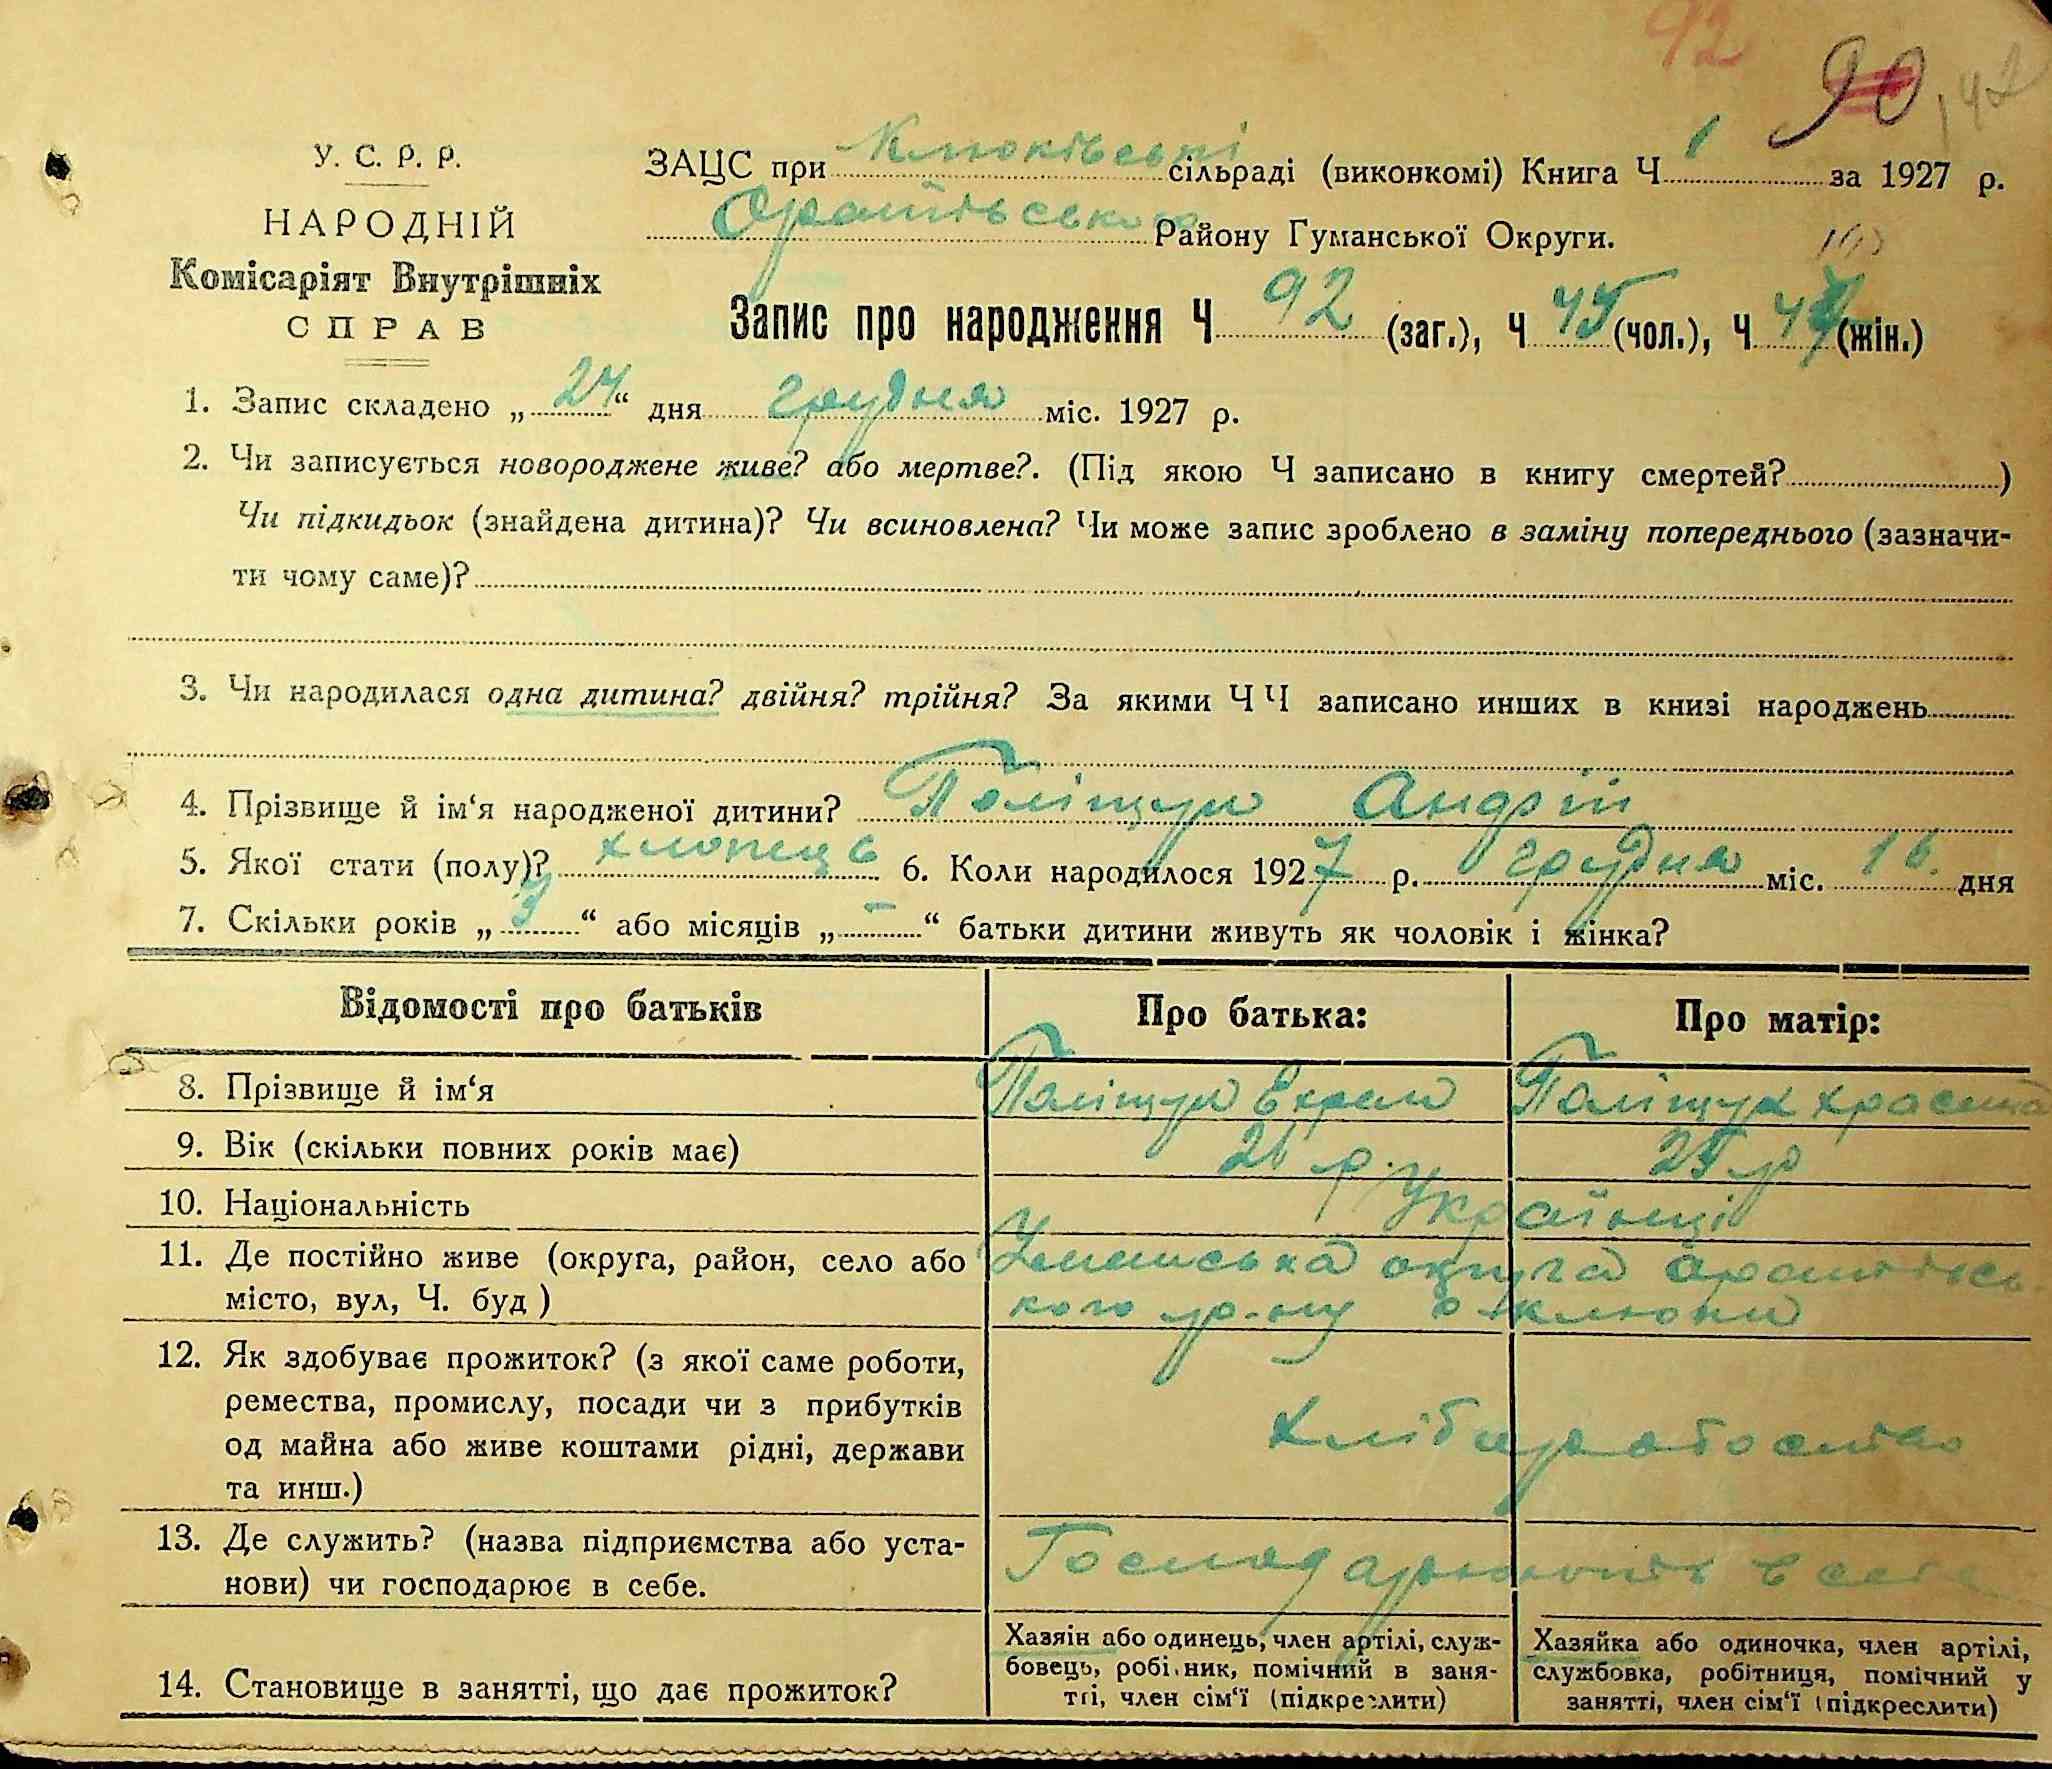 92
90
142
У. С. Р. Р.
НАРОДНІЙ
Комісаріят Внутрішніх
СПРАВ
ЗАЦС при Клюківські сільраді (виконкомі) Книга Ч 1 за 1927 р.
Оратівського Району Гуманської Округи.
Запис про народження Ч 92 (заг.), Ч 45 (чол.), Ч 47 (жін.)
1. Запис складено „24“ дня грудня міс. 1927 р.
2. Чи записується новороджене живе? або мертве?. (Під якою Ч записано в книгу смертей? )
Чи підкидьок (знайдена дитина)? Чи всиновлена? Чи може запис зроблено в заміну попереднього (зазначи-
ти чому саме)?
3. Чи народилася одна дитина? двійня? трійня? За якими ЧЧ записано инших в книзі народжень
4. Прізвище й ім‘я народженої дитини? Поліщук Андрій
5. Якої стати (полу)? хлопець 6. Коли народилося 1927 р. грудня міс. 16. дня
7. Скільки років „3“ або місяців „–“ батьки дитини живуть як чоловік і жінка?
Відомості про батьків Про батька: Про матір:
8. Прізвище й ім‘я Поліщук Поліщук
9. Вік (скільки повних років має) 26 р. 25 р
10. Національність Українці
11. Де постійно живе (округа, район, село або Уманська округа Оратівсь-
місто, вул, Ч. буд ) кого р-ну с Клюки
12. Як здобуває прожиток? (з якої саме роботи,
ремества, промислу, посади чи з прибутків
од майна або живе коштами рідні, держави
та инш.)
13. Де служить? (назва підприємства або уста- Господарюють в себе
нови) чи господарює в себе.
14. Становище в занятті, що дає прожиток?
Хазяін або одинець, член артілі, служ-
бовець, робі.ник, помічний в заня-
тті, член сім‘ї (підкреслити)
Хазяйка або одиночка, член артілі,
службовка, робітниця, помічний у
занятті, член сім‘ї (підкреслити)